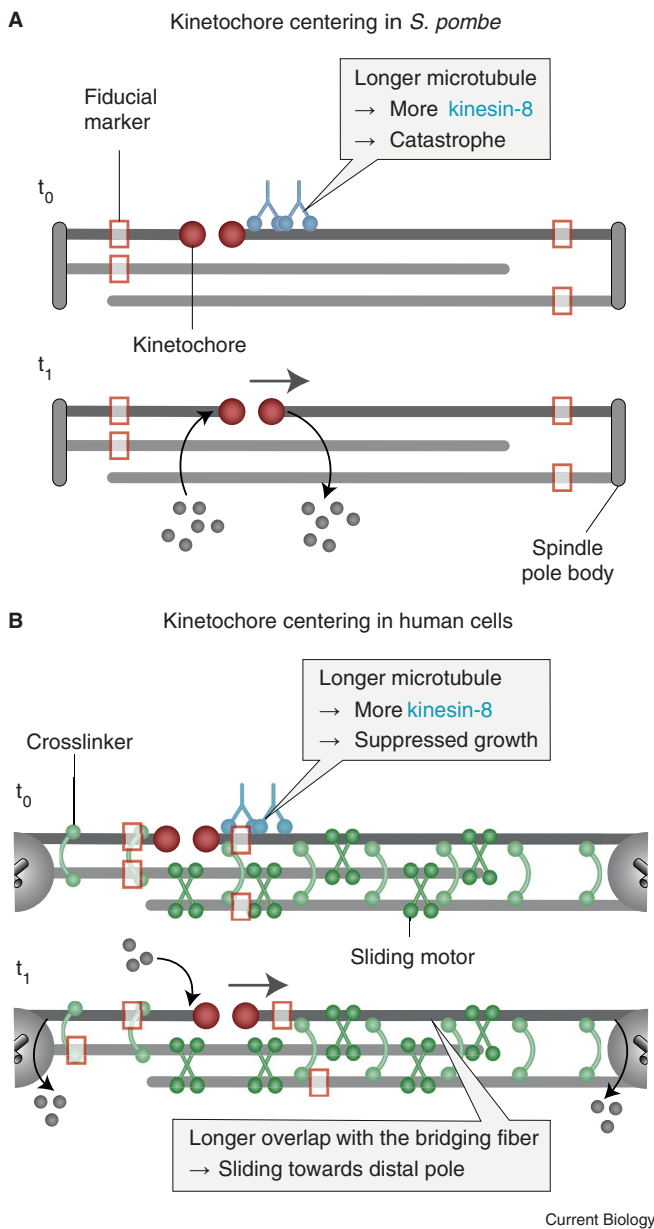 A
Kinetochore centering in S. pombe
Longer microtubule
→ More kinesin-8
→ Catastrophe
Fiducial
marker
t0
Kinetochore
t1
Spindle
pole body
B
Kinetochore centering in human cells
Longer microtubule
→ More kinesin-8
→ Suppressed growth
Crosslinker
t0
Sliding motor
t1
Longer overlap with the bridging fiber
→ Sliding towards distal pole
Current Biology